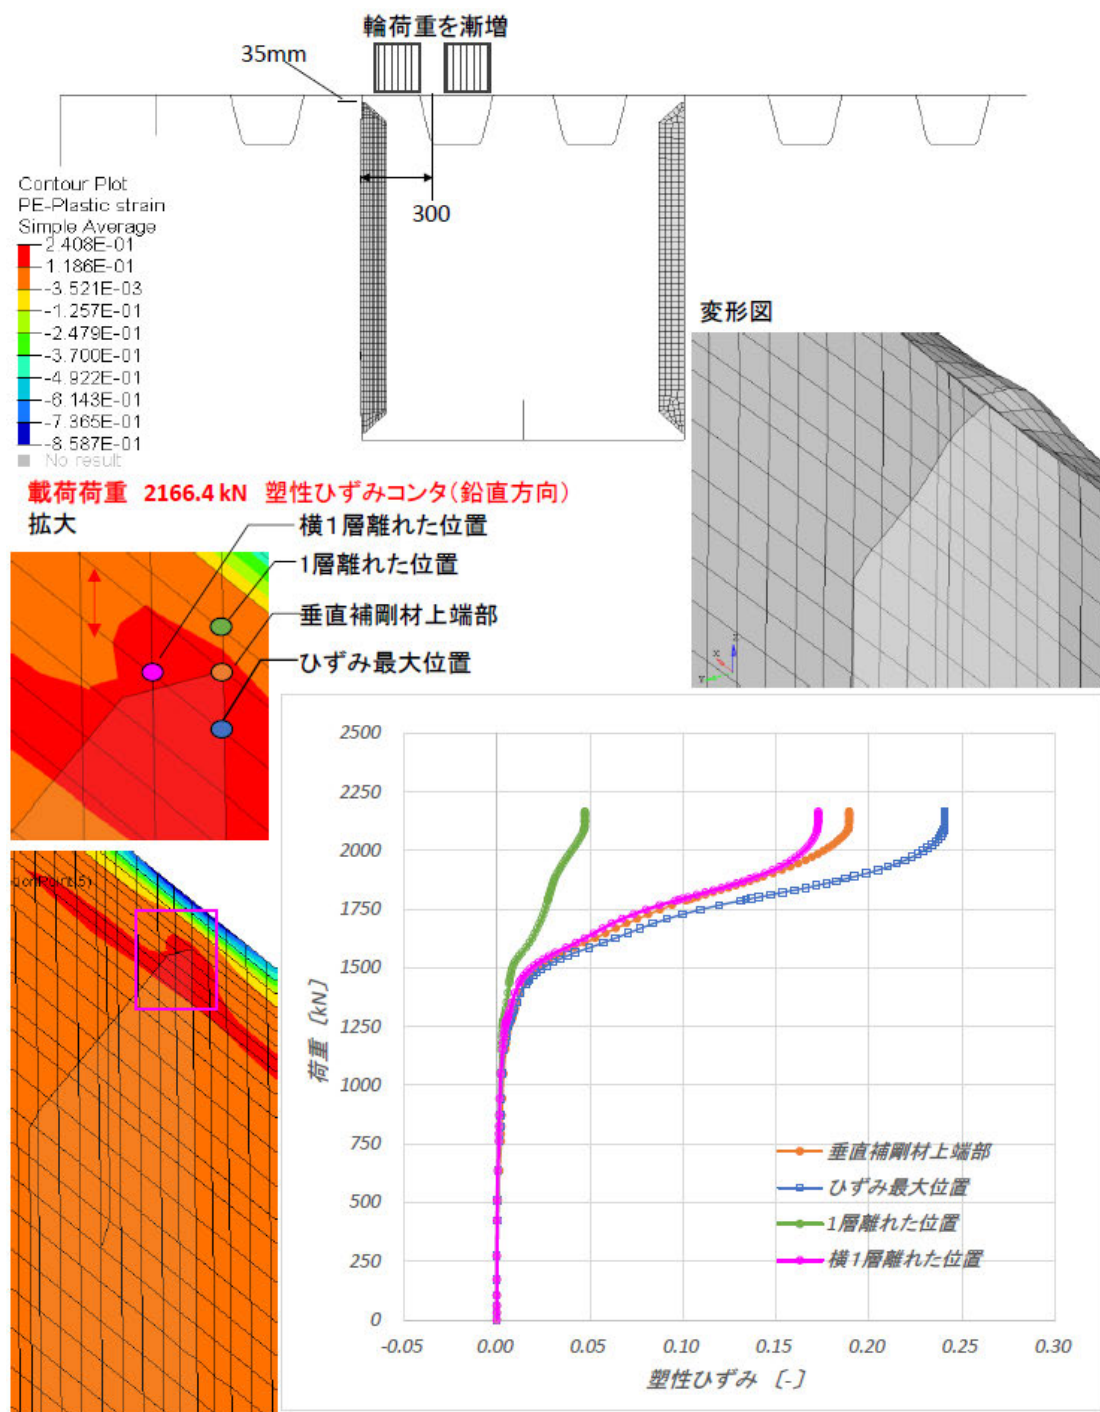 輪荷重を漸増
35mm
300
Contour Plot
PE-Plastic strain
Simple Average
2.408E-01
1.186E-01
-3.521E-03
-1.257E-01
-2.479E-01
-3.700E-01
-4.922E-01
-6.143E-01
-7.365E-01
-8.587E-01
No result
変形図
載荷荷重 2166.4 kN 塑性ひずみコンタ(鉛直方向)
拡大
横1層離れた位置
1層離れた位置
垂直補剛材上端部
ひずみ最大位置
X
Z
Y
2500
2250
2000
1750
1500
1250
1000
750
500
250
0
荷重 〔kN〕
垂直補剛材上端部
ひずみ最大位置
1層離れた位置
横1層離れた位置
-0.05
0.00
0.05
0.10
0.15
0.20
0.25
0.30
塑性ひずみ 〔-〕